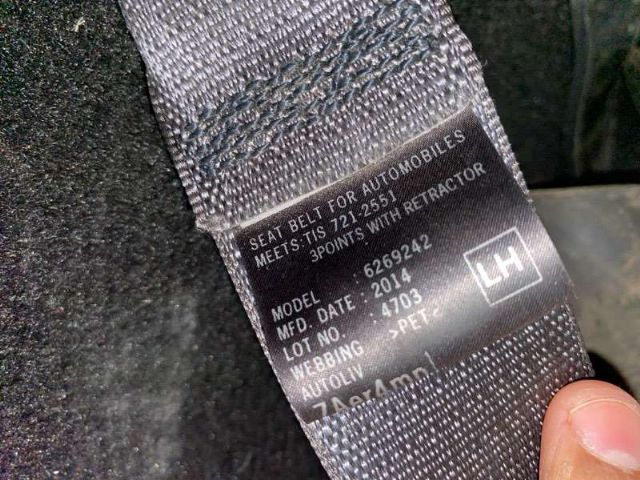 SEAT BELT FOR AUTOMOBILES
MEETS:TIS 721-2551
3POINTS WITH RETRACTOR
MODEL : 6269242
MFD. DATE : 2014
LOT NO. : 4703
WEBBING >PET<
AUTOLIV
LH